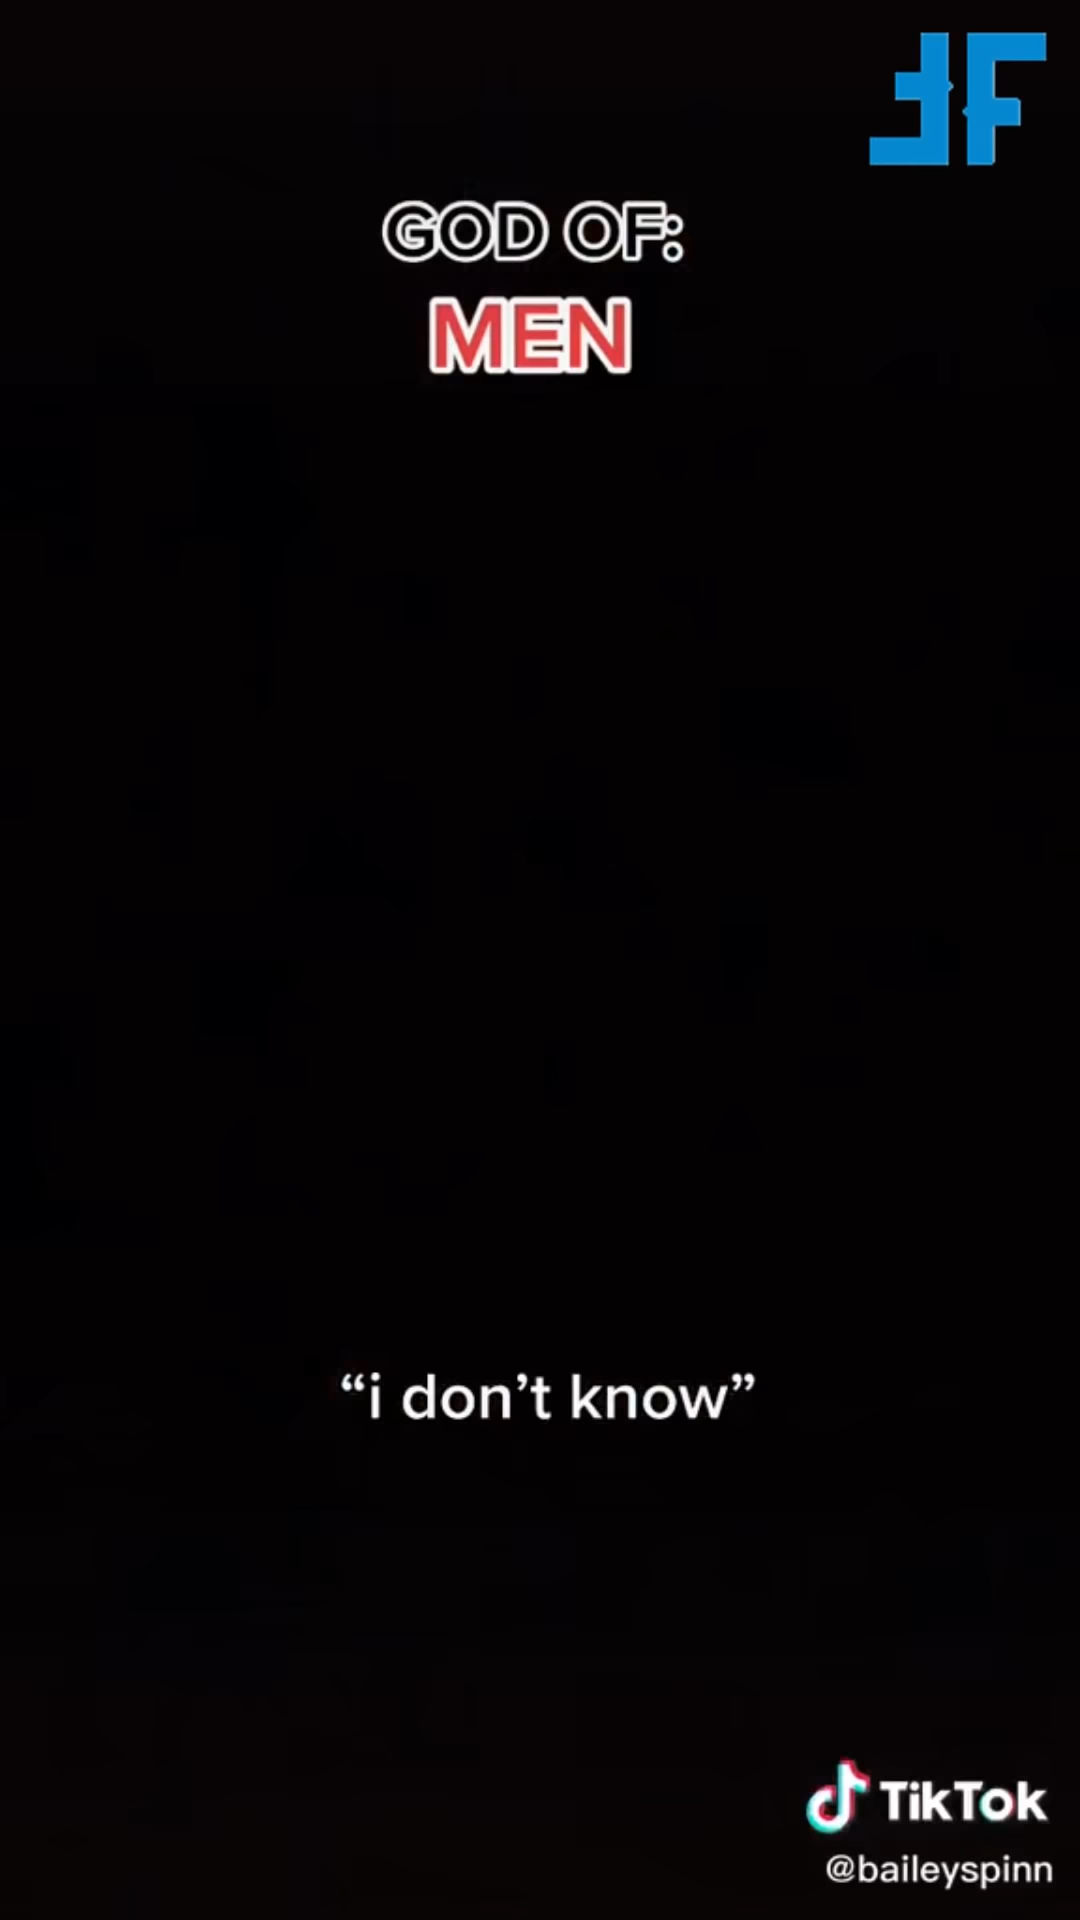 GOD OF:
MEN
“i don’t know”
TikTok
@baileyspinn